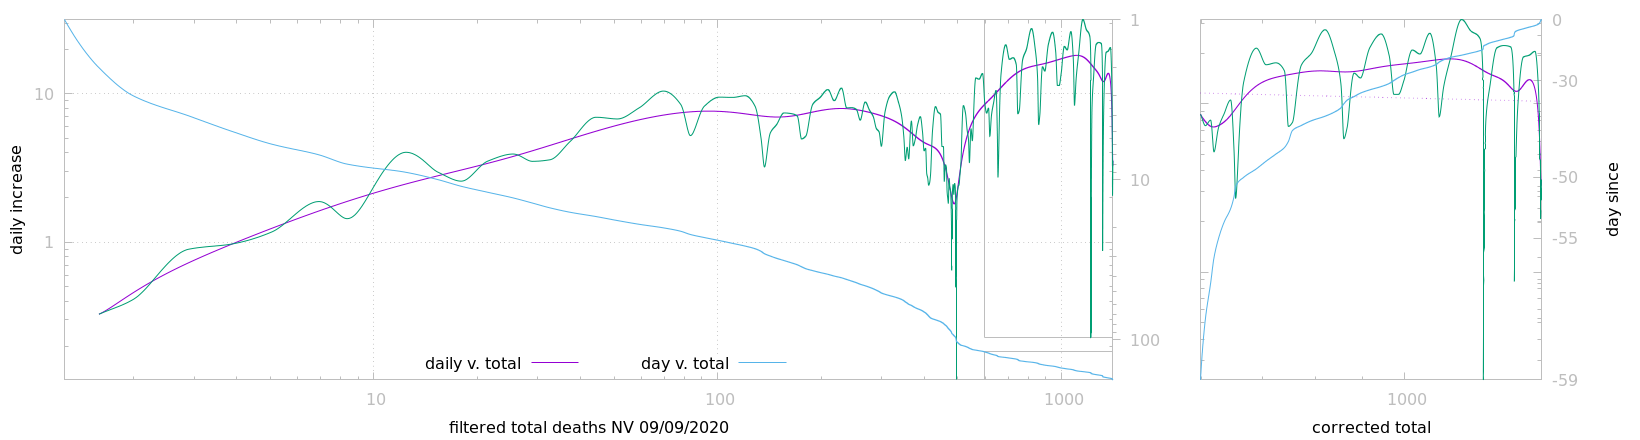 daily increase
10
1
daily v. total
day v. total
10
100
1000
filtered total deaths NV 09/09/2020
1
10
100
1000
corrected total
0
-30
-50
-55
-59
day since